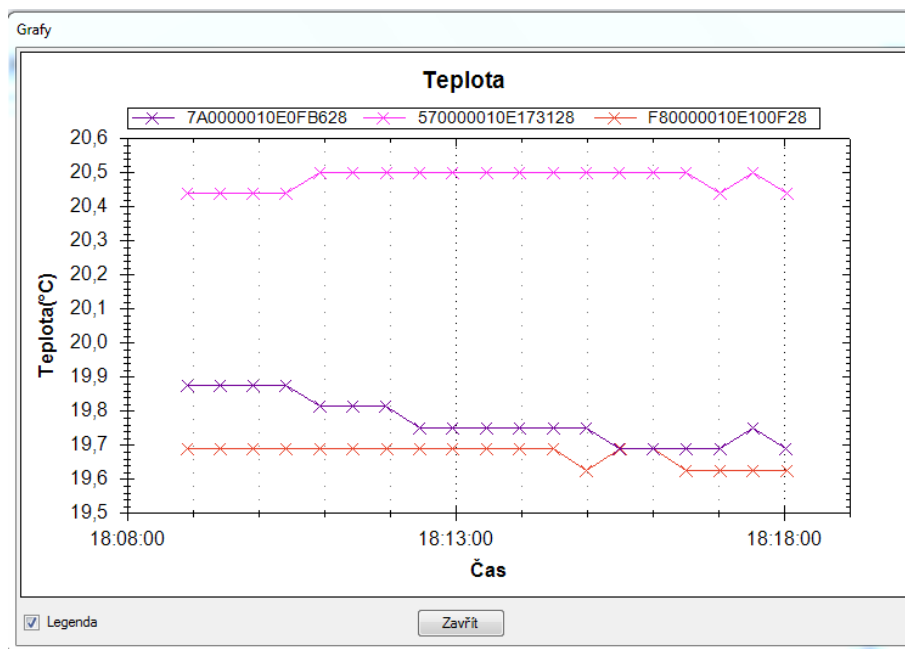 Grafy
Teplota
7A0000010E0FB628 570000010E173128 F80000010E100F28
20,6
20,5
20,4
20,3
20,2
20,1
20,0
19,9
19,8
19,7
19,6
19,5
Teplota(°C)
18:08:00 18:13:00 18:18:00
Čas
Legenda Zavřít